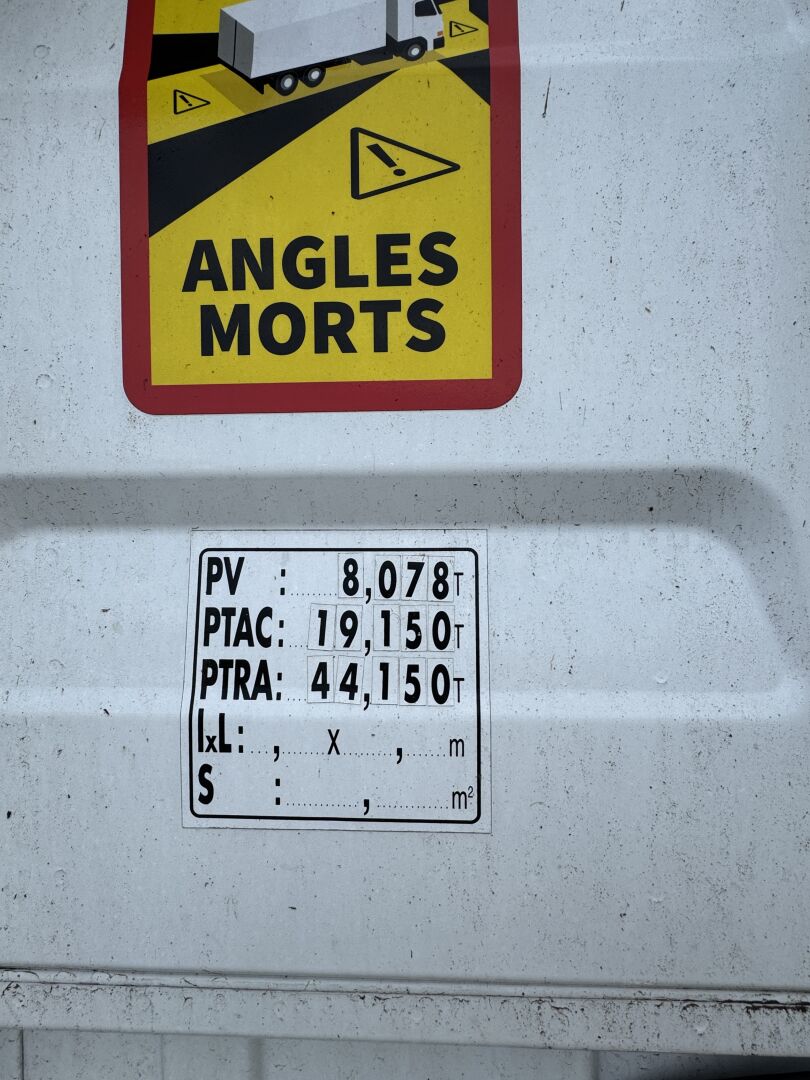 ANGLES
MORTS
PV : 8,078T
PTAC: 19,150T
PTRA: 44,150T
lxL: , x , m
S : , m²